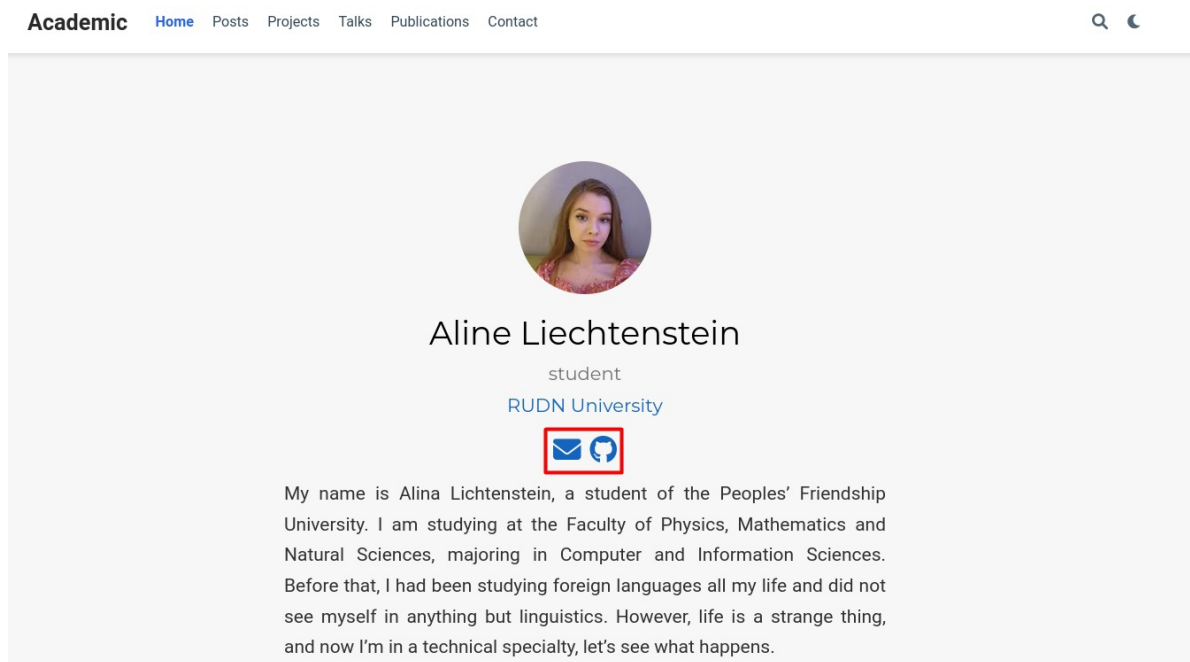 Academic Home Posts Projects Talks Publications Contact
Aline Liechtenstein
student
RUDN University
My name is Alina Lichtenstein, a student of the Peoples’ Friendship
University. I am studying at the Faculty of Physics, Mathematics and
Natural Sciences, majoring in Computer and Information Sciences.
Before that, I had been studying foreign languages all my life and did not
see myself in anything but linguistics. However, life is a strange thing,
and now I’m in a technical specialty, let’s see what happens.